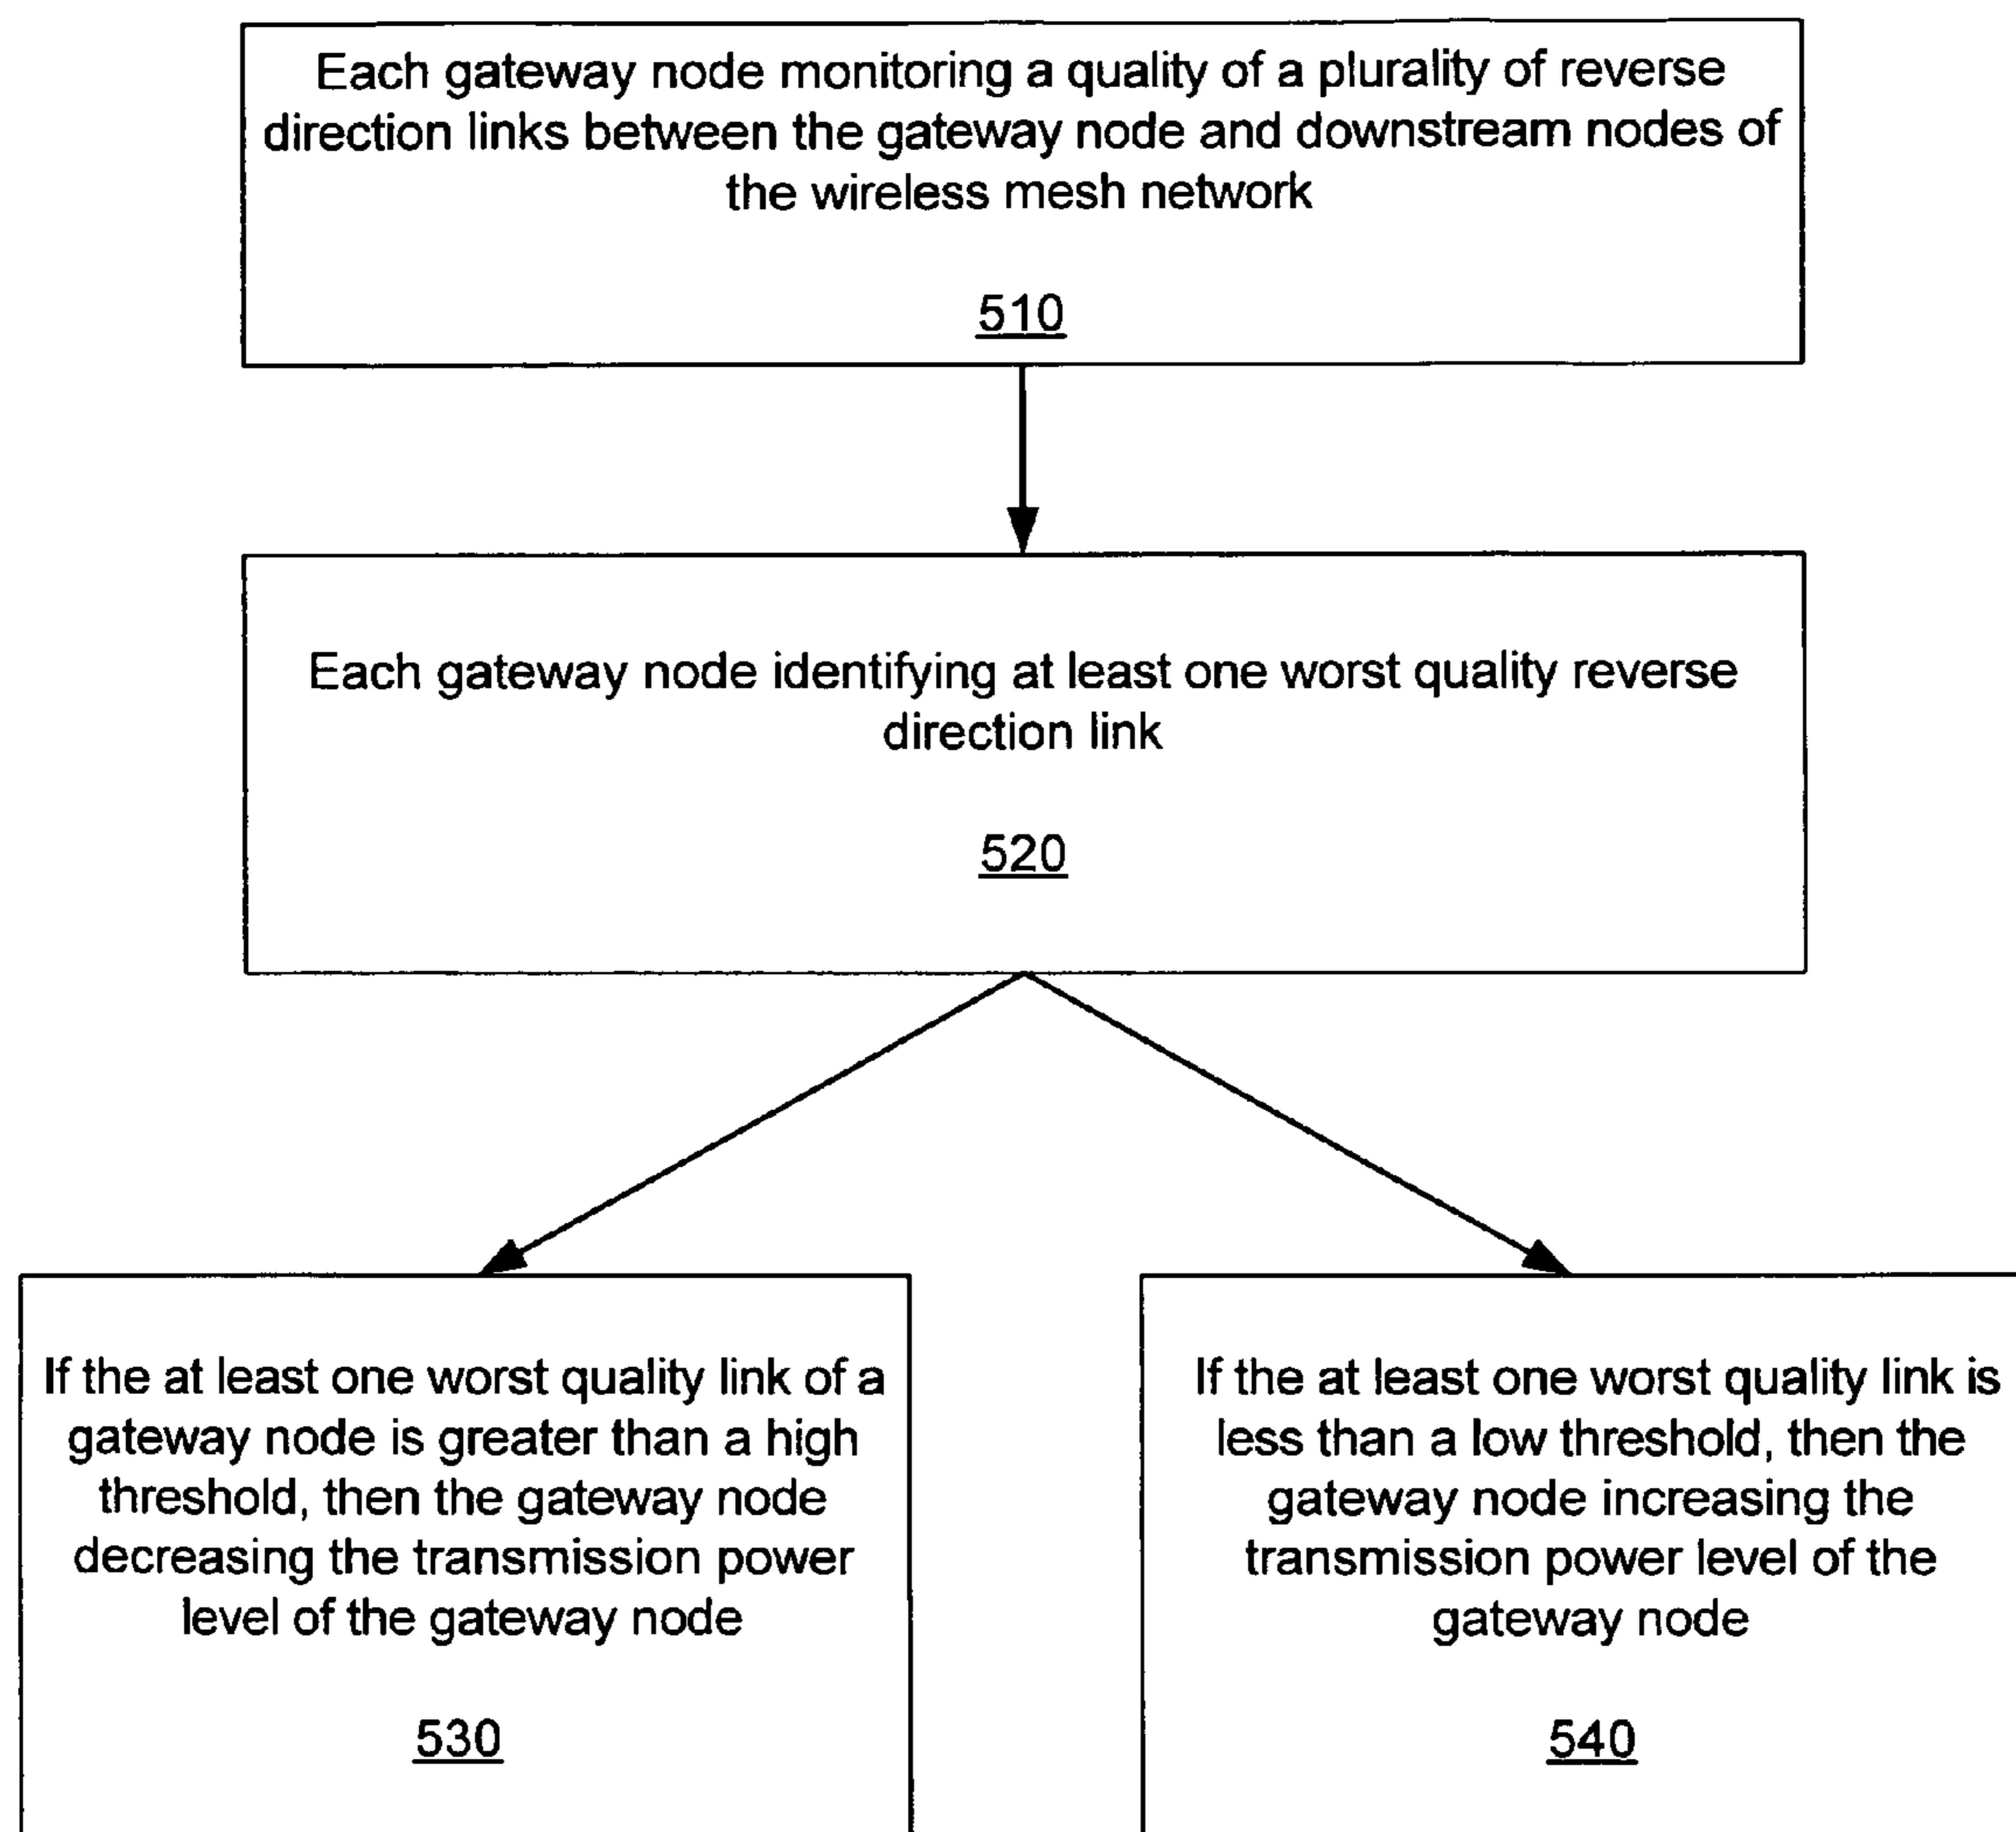 Each gateway node monitoring a quality of a plurality of reverse
direction links between the gateway node and downstream nodes of
the wireless mesh network
510
Each gateway node identifying at least one worst quality reverse
direction link
520
If the at least one worst quality link of a
gateway node is greater than a high
threshold, then the gateway node
decreasing the transmission power
level of the gateway node
530
If the at least one worst quality link is
less than a low threshold, then the
gateway node increasing the
transmission power level of the
gateway node
540